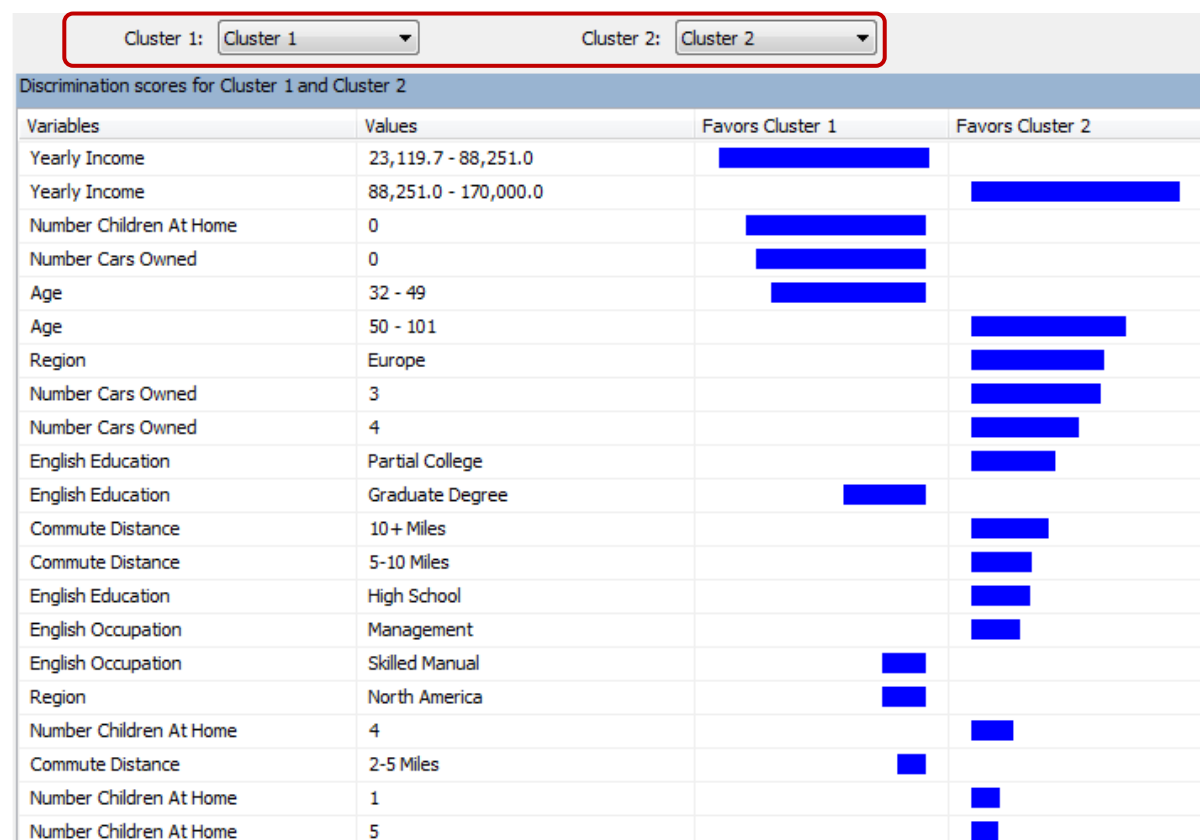 Cluster 1: Cluster 1 Cluster 2: Cluster 2
Discrimination scores for Cluster 1 and Cluster 2
Variables Values Favors Cluster 1 Favors Cluster 2
Yearly Income 23,119.7 - 88,251.0
Yearly Income 88,251.0 - 170,000.0
Number Children At Home 0
Number Cars Owned 0
Age 32 - 49
Age 50 - 101
Region Europe
Number Cars Owned 3
Number Cars Owned 4
English Education Partial College
English Education Graduate Degree
Commute Distance 10+ Miles
Commute Distance 5-10 Miles
English Education High School
English Occupation Management
English Occupation Skilled Manual
Region North America
Number Children At Home 4
Commute Distance 2-5 Miles
Number Children At Home 1
Number Children At Home 5